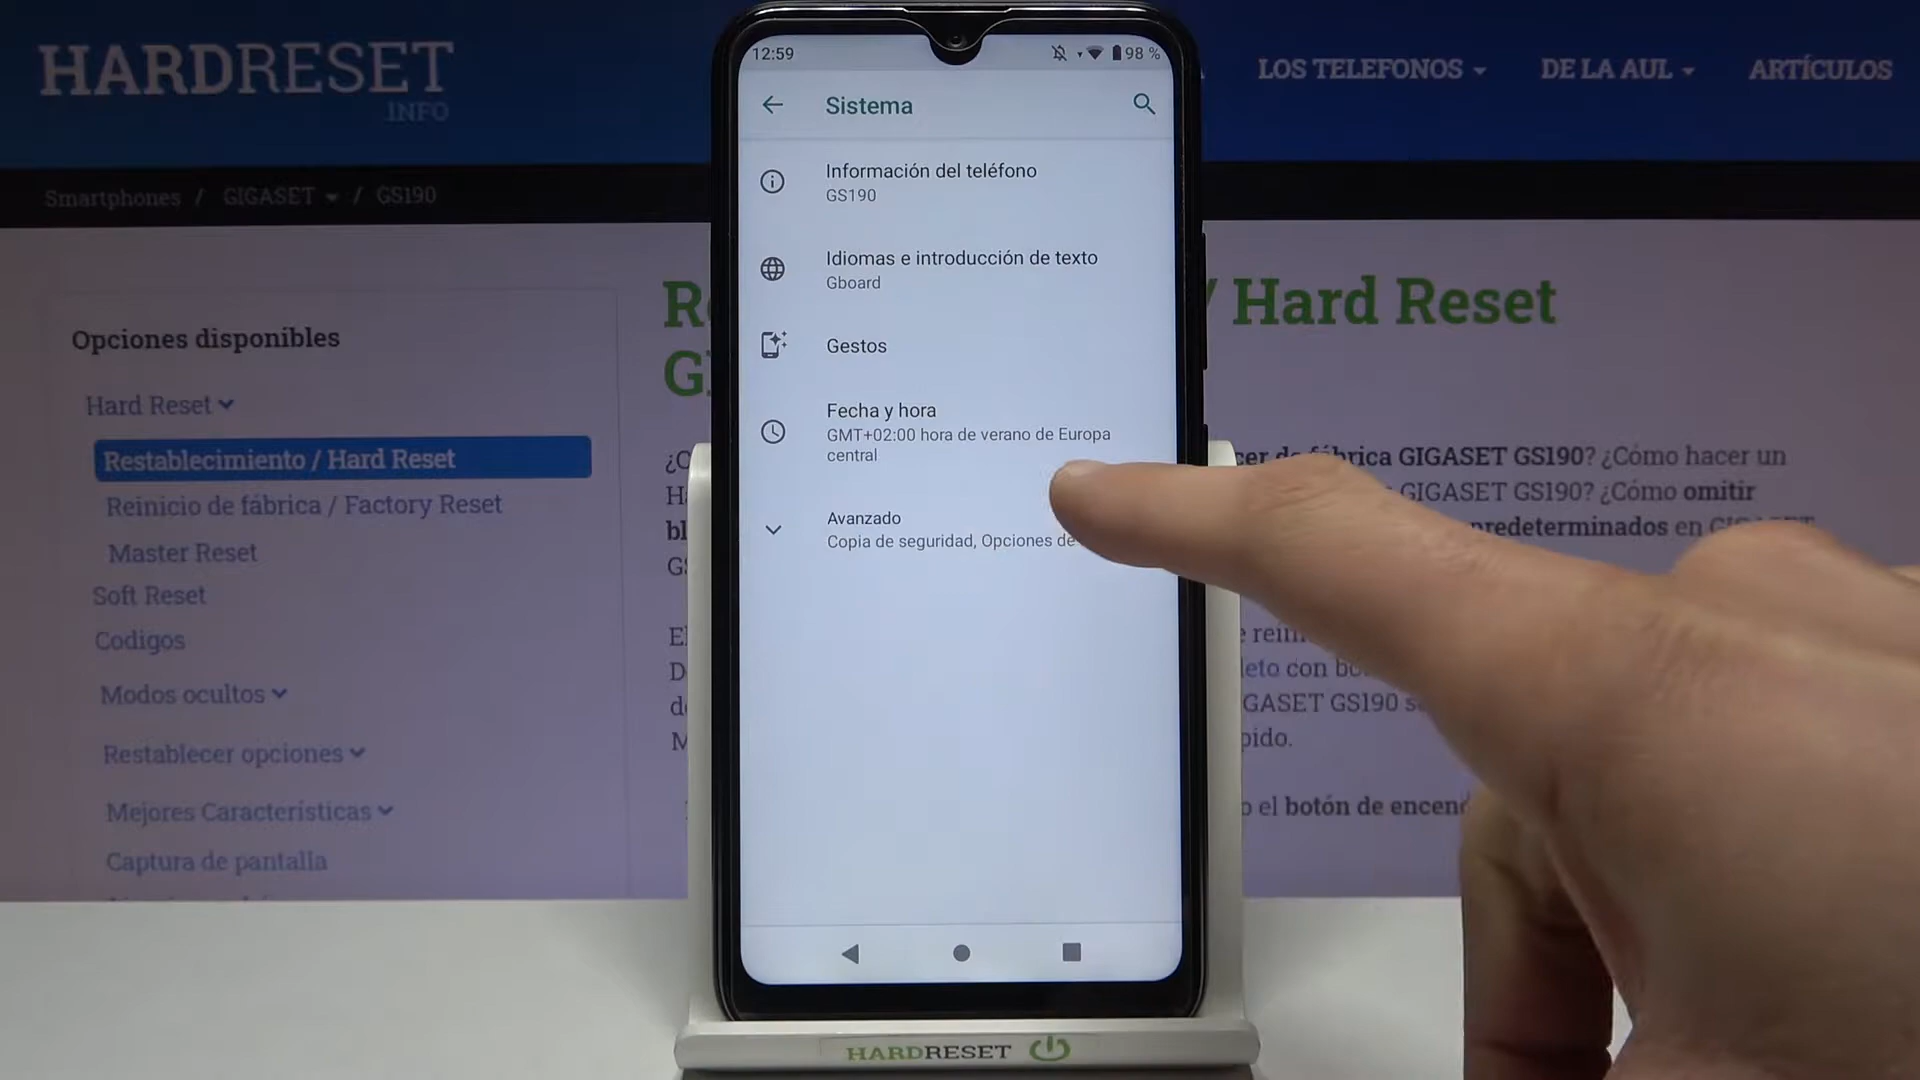 HARDRESET
INFO
LOS TELEFONOS
DE LA AUL
ARTÍCULOS
Smartphones / GIGASET / GS190
Opciones disponibles
Hard Reset
Restablecimiento / Hard Reset
Reinicio de fábrica / Factory Reset
Master Reset
Soft Reset
Codigos
Modos ocultos
Restablecer opciones
Mejores Características
Captura de pantalla
12:59
98 %
Sistema
Información del teléfono
GS190
Idiomas e introducción de texto
Gboard
Gestos
Fecha y hora
GMT+02:00 hora de verano de Europa
central
Avanzado
Copia de seguridad, Opciones de
/ Hard Reset
fábrica GIGASET GS190? ¿Cómo hacer un
GIGASET GS190? ¿Cómo omitir
predeterminados en
GS190
pido.
el botón de
HARDRESET